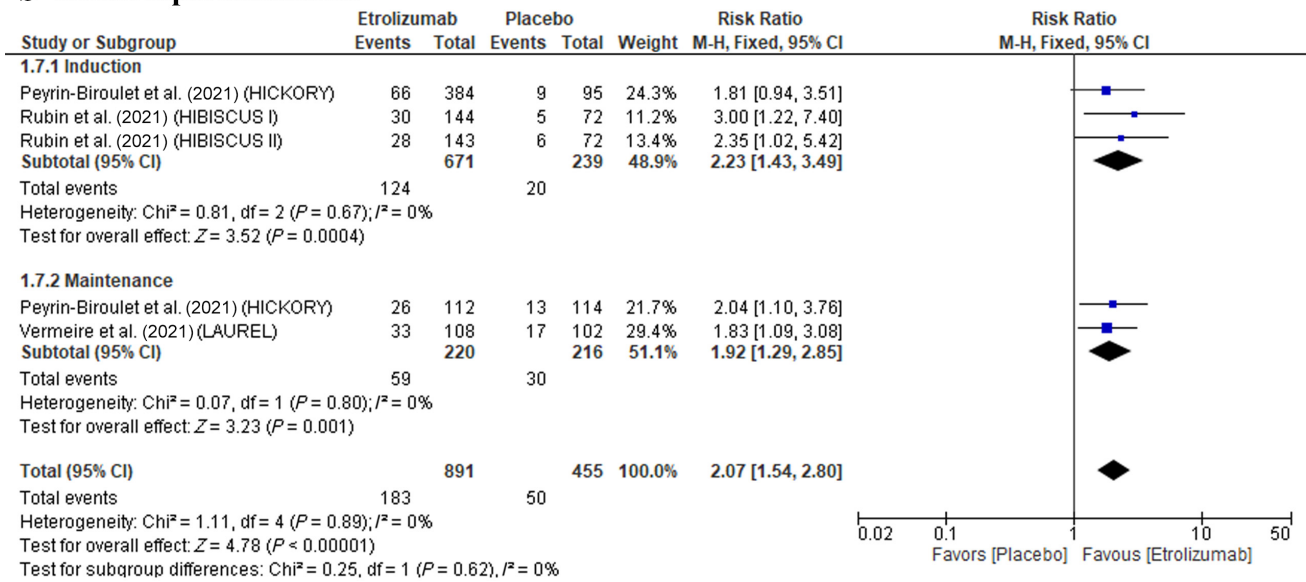 Etrolizumab Placebo Risk Ratio Risk Ratio
Study or Subgroup Events Total Events Total Weight M-H, Fixed, 95% CI M-H, Fixed, 95% CI
1.7.1 Induction
Peyrin-Biroulet et al. (2021) (HICKORY) 66 384 9 95 24.3% 1.81 [0.94, 3.51]
Rubin et al. (2021) (HIBISCUS I) 30 144 5 72 11.2% 3.00 [1.22, 7.40]
Rubin et al. (2021) (HIBISCUS II) 28 143 6 72 13.4% 2.35 [1.02, 5.42]
Subtotal (95% CI) 671 239 48.9% 2.23 [1.43, 3.49]
Total events 124 20
Heterogeneity: Chi² = 0.81, df = 2 (P = 0.67); I² = 0%
Test for overall effect: Z = 3.52 (P = 0.0004)
1.7.2 Maintenance
Peyrin-Biroulet et al. (2021) (HICKORY) 26 112 13 114 21.7% 2.04 [1.10, 3.76]
Vermeire et al. (2021) (LAUREL) 33 108 17 102 29.4% 1.83 [1.09, 3.08]
Subtotal (95% CI) 220 216 51.1% 1.92 [1.29, 2.85]
Total events 59 30
Heterogeneity: Chi² = 0.07, df = 1 (P = 0.80); I² = 0%
Test for overall effect: Z = 3.23 (P = 0.001)
Total (95% CI) 891 455 100.0% 2.07 [1.54, 2.80]
Total events 183 50
Heterogeneity: Chi² = 1.11, df = 4 (P = 0.89); I² = 0%
Test for overall effect: Z = 4.78 (P < 0.00001)
Test for subgroup differences: Chi² = 0.25, df = 1 (P = 0.62), I² = 0%
0.02 0.1 1 10 50
Favors [Placebo] Favous [Etrolizumab]